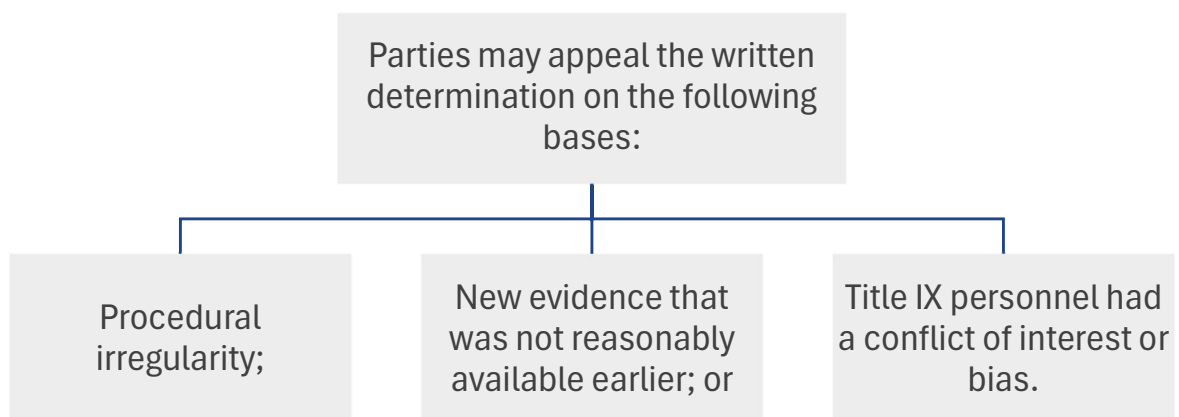 Parties may appeal the written
determination on the following
bases:
Procedural
irregularity;
New evidence that
was not reasonably
available earlier; or
Title IX personnel had
a conflict of interest or
bias.